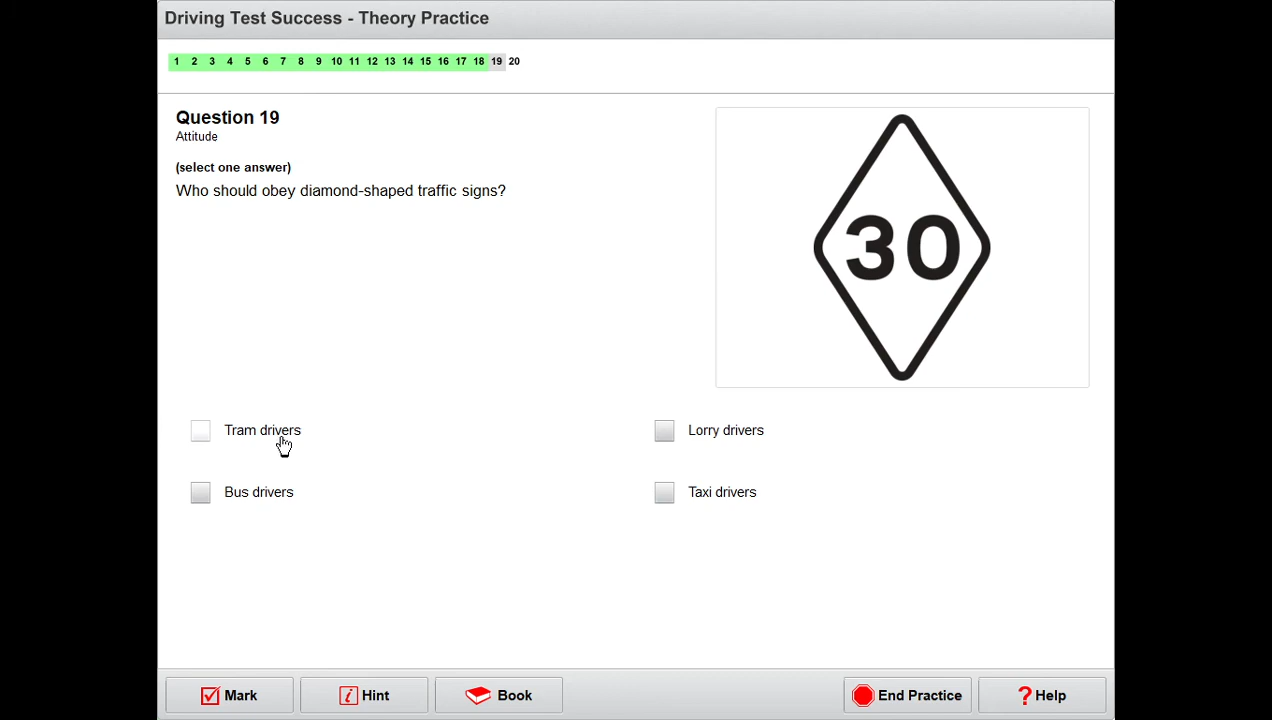 Driving Test Success - Theory Practice
1 2 3 4 5 6 7 8 9 10 11 12 13 14 15 16 17 18 19 20
Question 19
Attitude
(select one answer)
Who should obey diamond-shaped traffic signs?
30
Tram drivers
Lorry drivers
Bus drivers
Taxi drivers
Mark
i Hint
Book
End Practice
? Help